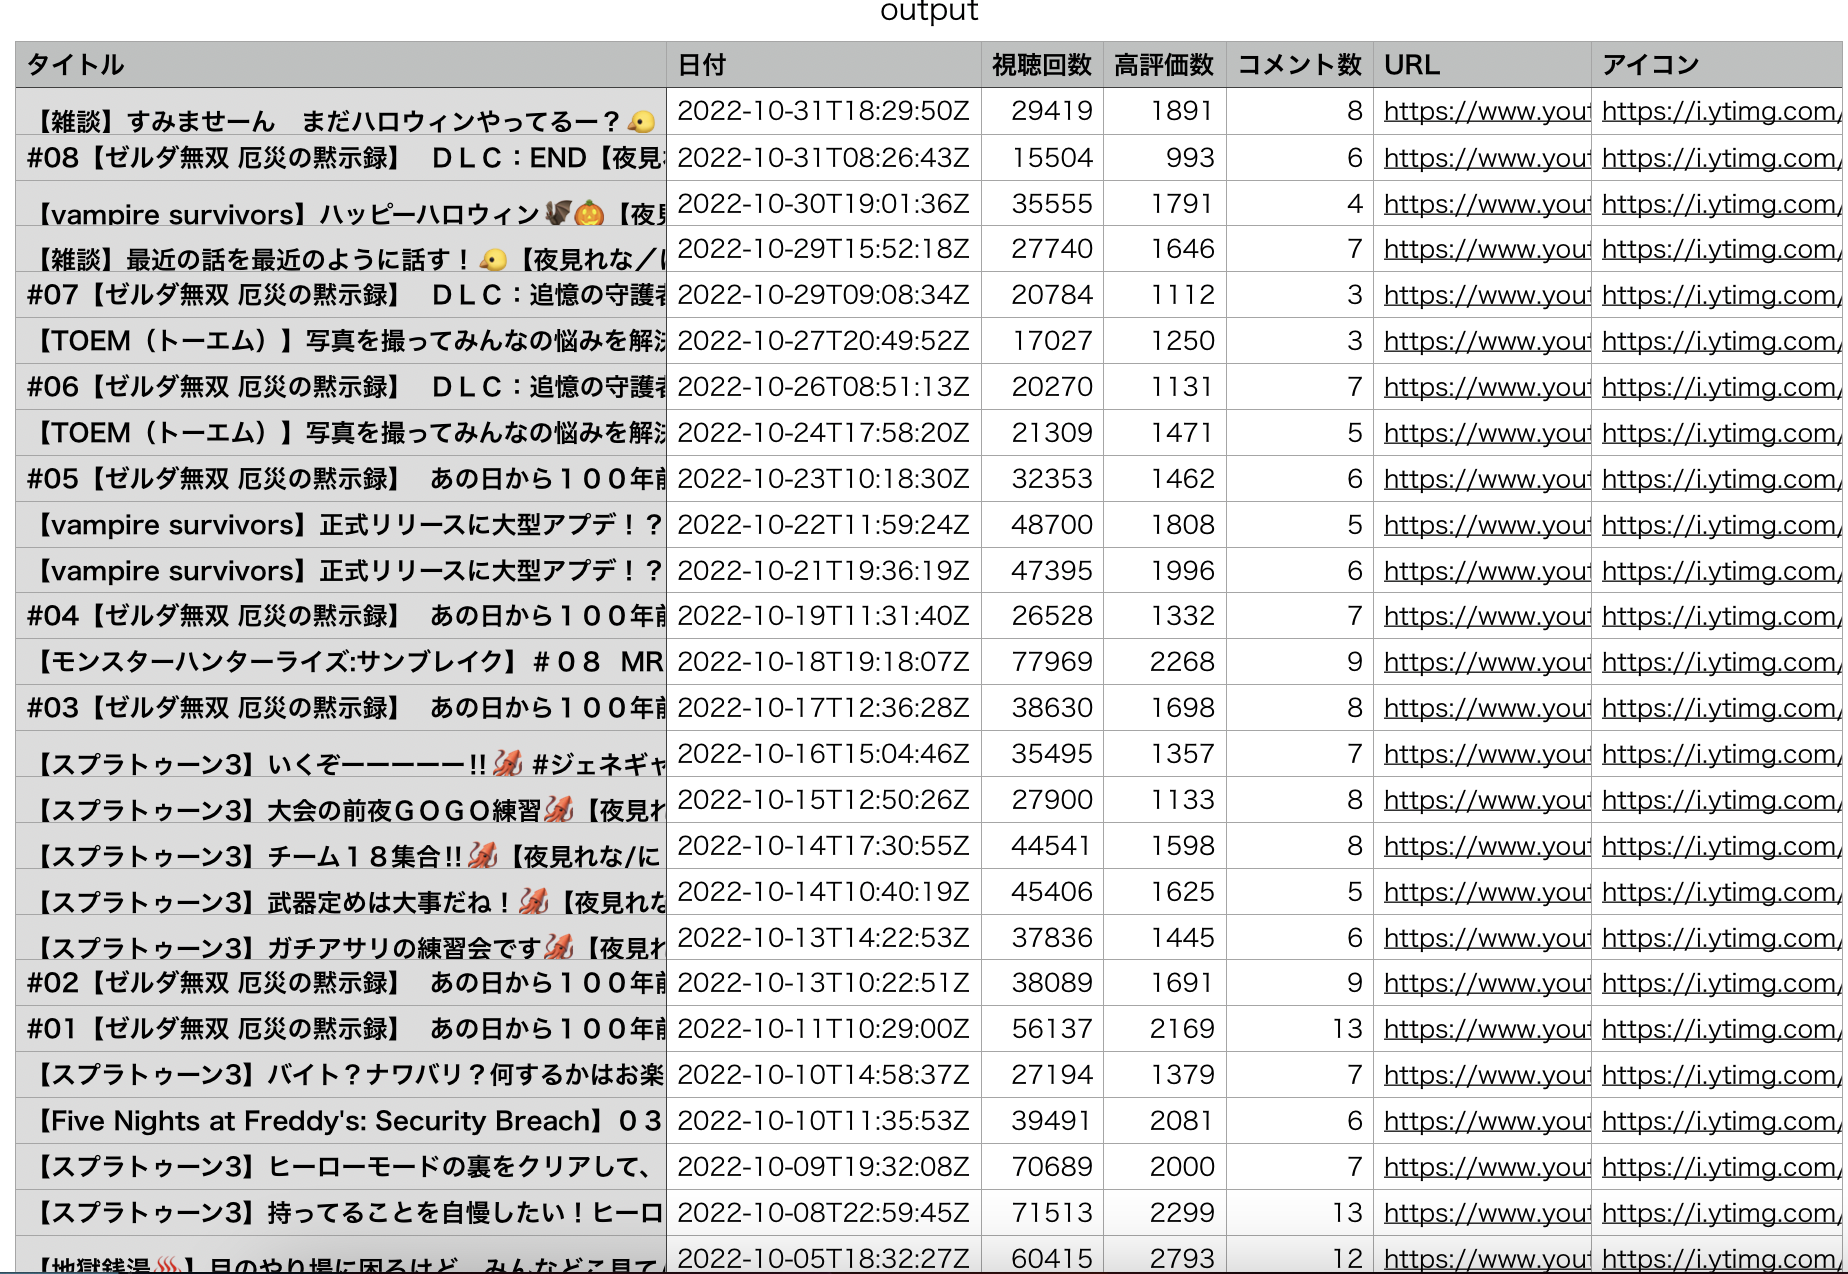 output
タイトル 日付 視聴回数 高評価数 コメント数 URL アイコン
【雑談】すみませーん　まだハロウィンやってるー？🐤 2022-10-31T18:29:50Z 29419 1891 8 https://www.you https://i.ytimg.com/
#08【ゼルダ無双 厄災の黙示録】　ＤＬＣ：END【夜見 2022-10-31T08:26:43Z 15504 993 6 https://www.you https://i.ytimg.com/
【vampire survivors】ハッピーハロウィン🦇🎃【夜見 2022-10-30T19:01:36Z 35555 1791 4 https://www.you https://i.ytimg.com/
【雑談】最近の話を最近のように話す！🐤【夜見れな／に 2022-10-29T15:52:18Z 27740 1646 7 https://www.you https://i.ytimg.com/
#07【ゼルダ無双 厄災の黙示録】　ＤＬＣ：追憶の守護者 2022-10-29T09:08:34Z 20784 1112 3 https://www.you https://i.ytimg.com/
【TOEM（トーエム）】写真を撮ってみんなの悩みを解決 2022-10-27T20:49:52Z 17027 1250 3 https://www.you https://i.ytimg.com/
#06【ゼルダ無双 厄災の黙示録】　ＤＬＣ：追憶の守護者 2022-10-26T08:51:13Z 20270 1131 7 https://www.you https://i.ytimg.com/
【TOEM（トーエム）】写真を撮ってみんなの悩みを解決 2022-10-24T17:58:20Z 21309 1471 5 https://www.you https://i.ytimg.com/
#05【ゼルダ無双 厄災の黙示録】　あの日から１００年前 2022-10-23T10:18:30Z 32353 1462 6 https://www.you https://i.ytimg.com/
【vampire survivors】正式リリースに大型アプデ！？ 2022-10-22T11:59:24Z 48700 1808 5 https://www.you https://i.ytimg.com/
【vampire survivors】正式リリースに大型アプデ！？ 2022-10-21T19:36:19Z 47395 1996 6 https://www.you https://i.ytimg.com/
#04【ゼルダ無双 厄災の黙示録】　あの日から１００年前 2022-10-19T11:31:40Z 26528 1332 7 https://www.you https://i.ytimg.com/
【モンスターハンターライズ:サンブレイク】＃０８ MR 2022-10-18T19:18:07Z 77969 2268 9 https://www.you https://i.ytimg.com/
#03【ゼルダ無双 厄災の黙示録】　あの日から１００年前 2022-10-17T12:36:28Z 38630 1698 8 https://www.you https://i.ytimg.com/
【スプラトゥーン3】いくぞーーーーー!!🦑 #ジェネギャ 2022-10-16T15:04:46Z 35495 1357 7 https://www.you https://i.ytimg.com/
【スプラトゥーン3】大会の前夜ＧＯＧＯ練習🦑【夜見れ 2022-10-15T12:50:26Z 27900 1133 8 https://www.you https://i.ytimg.com/
【スプラトゥーン3】チーム１８集合!!🦑【夜見れな/に 2022-10-14T17:30:55Z 44541 1598 8 https://www.you https://i.ytimg.com/
【スプラトゥーン3】武器定めは大事だね！🦑【夜見れな 2022-10-14T10:40:19Z 45406 1625 5 https://www.you https://i.ytimg.com/
【スプラトゥーン3】ガチアサリの練習会です🦑【夜見れ 2022-10-13T14:22:53Z 37836 1445 6 https://www.you https://i.ytimg.com/
#02【ゼルダ無双 厄災の黙示録】　あの日から１００年前 2022-10-13T10:22:51Z 38089 1691 9 https://www.you https://i.ytimg.com/
#01【ゼルダ無双 厄災の黙示録】　あの日から１００年前 2022-10-11T10:29:00Z 56137 2169 13 https://www.you https://i.ytimg.com/
【スプラトゥーン3】バイト？ナワバリ？何するかはお楽 2022-10-10T14:58:37Z 27194 1379 7 https://www.you https://i.ytimg.com/
【Five Nights at Freddy's: Security Breach】０３ 2022-10-10T11:35:53Z 39491 2081 6 https://www.you https://i.ytimg.com/
【スプラトゥーン3】ヒーローモードの裏をクリアして、 2022-10-09T19:32:08Z 70689 2000 7 https://www.you https://i.ytimg.com/
【スプラトゥーン3】持ってることを自慢したい！ヒーロ 2022-10-08T22:59:45Z 71513 2299 13 https://www.you https://i.ytimg.com/
【地獄銭湯♨️】目のやり場に困るけど、みんなどこ見て 2022-10-05T18:32:27Z 60415 2793 12 https://www.you https://i.ytimg.com/